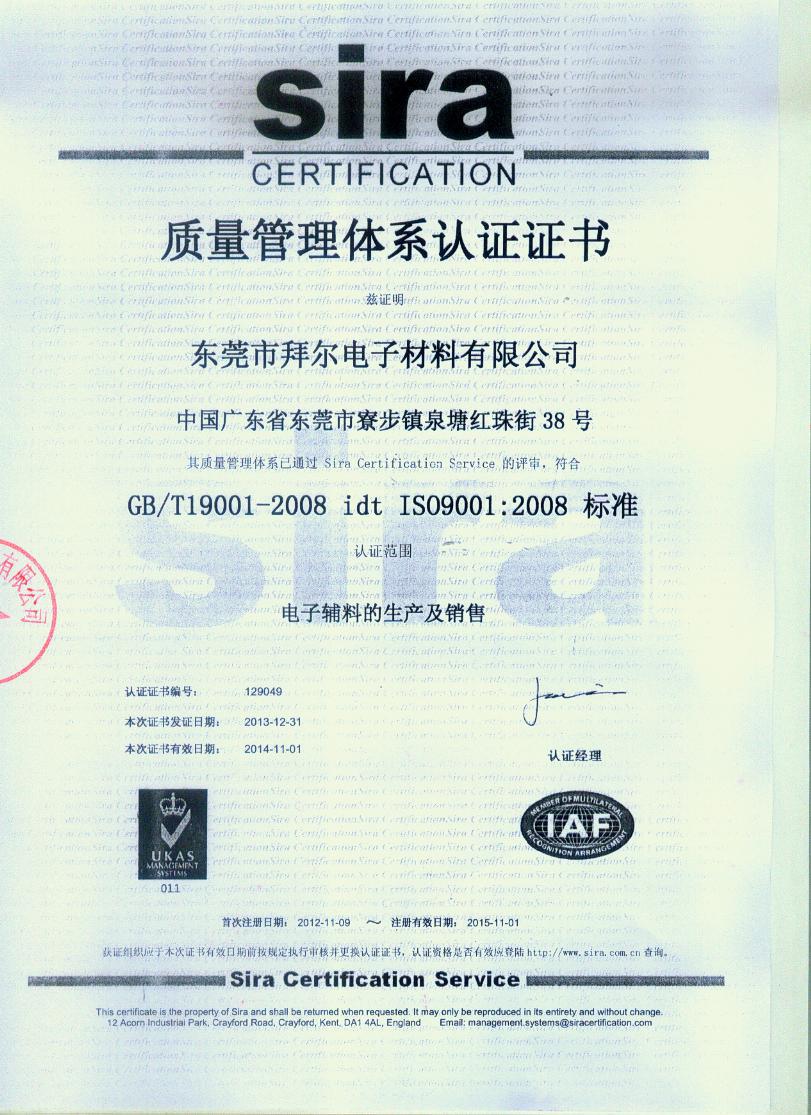 sira
CERTIFICATION
质量管理体系认证证书
兹证明
东莞市拜尔电子材料有限公司
中国广东省东莞市寮步镇泉塘红珠街 38 号
其质量管理体系已通过 Sira Certification Service 的评审，符合
GB/T19001-2008 idt ISO9001:2008 标准
认证范围
电子辅料的生产及销售
有限公司
认证证书编号： 129049
本次证书发证日期： 2013-12-31
本次证书有效日期： 2014-11-01
认证经理
UKAS
MANAGEMENT
SYSTEMS
011
MEMBER OF MULTILATERAL
IAF
RECOGNITION ARRANGEMENT
首次注册日期： 2012-11-09 ～ 注册有效日期： 2015-11-01
获证组织应于本次证书有效日期前按规定执行审核并更换认证证书，认证资格是否有效应登陆 http://www.sira.com.cn 查询。
Sira Certification Service
This certificate is the property of Sira and shall be returned when requested. It may only be reproduced in its entirety and without change.
12 Acorn Industrial Park, Crayford Road, Crayford, Kent, DA1 4AL, England Email: management.systems@siracertification.com